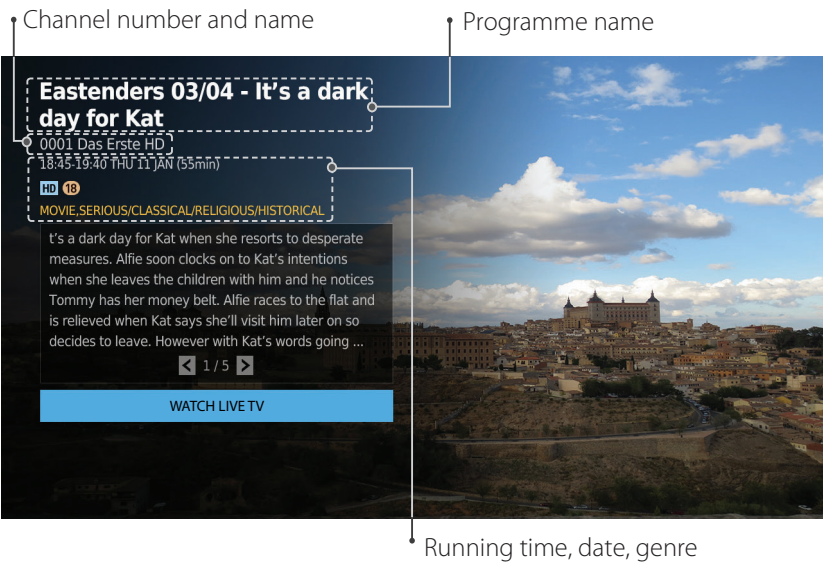 Channel number and name
Programme name
Eastenders 03/04 - It's a dark
day for Kat
0001 Das Erste HD
18:45-19:40 THU 11 JAN (55min)
HD 18
MOVIE,SERIOUS/CLASSICAL/RELIGIOUS/HISTORICAL
t's a dark day for Kat when she resorts to desperate
measures. Alfie soon clocks on to Kat's intentions
when she leaves the children with him and he notices
Tommy has her money belt. Alfie races to the flat and
is relieved when Kat says she'll visit him later on so
decides to leave. However with Kat's words going ...
1 / 5
WATCH LIVE TV
Running time, date, genre